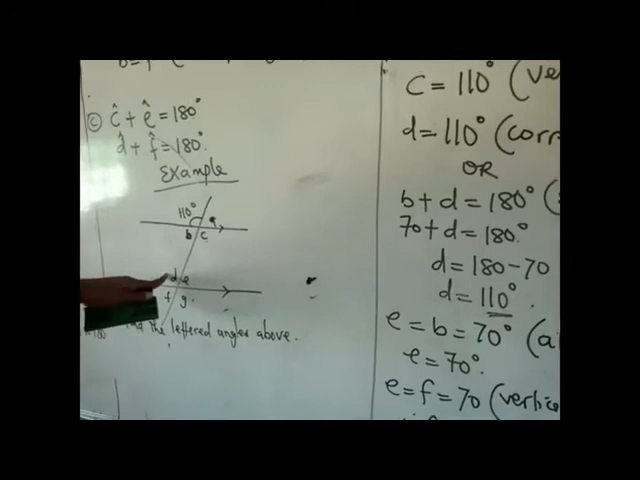 © ĉ + ê = 180°
d̂ + f̂ = 180°.
Example
110° a
b c
d e
f g.
the lettered angles above.
C = 110° (ve
d = 110° (corr
OR
b + d = 180° (
70 + d = 180°.
d = 180 - 70
d = 110°.
e = b = 70° (a
e = 70°.
e = f = 70 (vertice